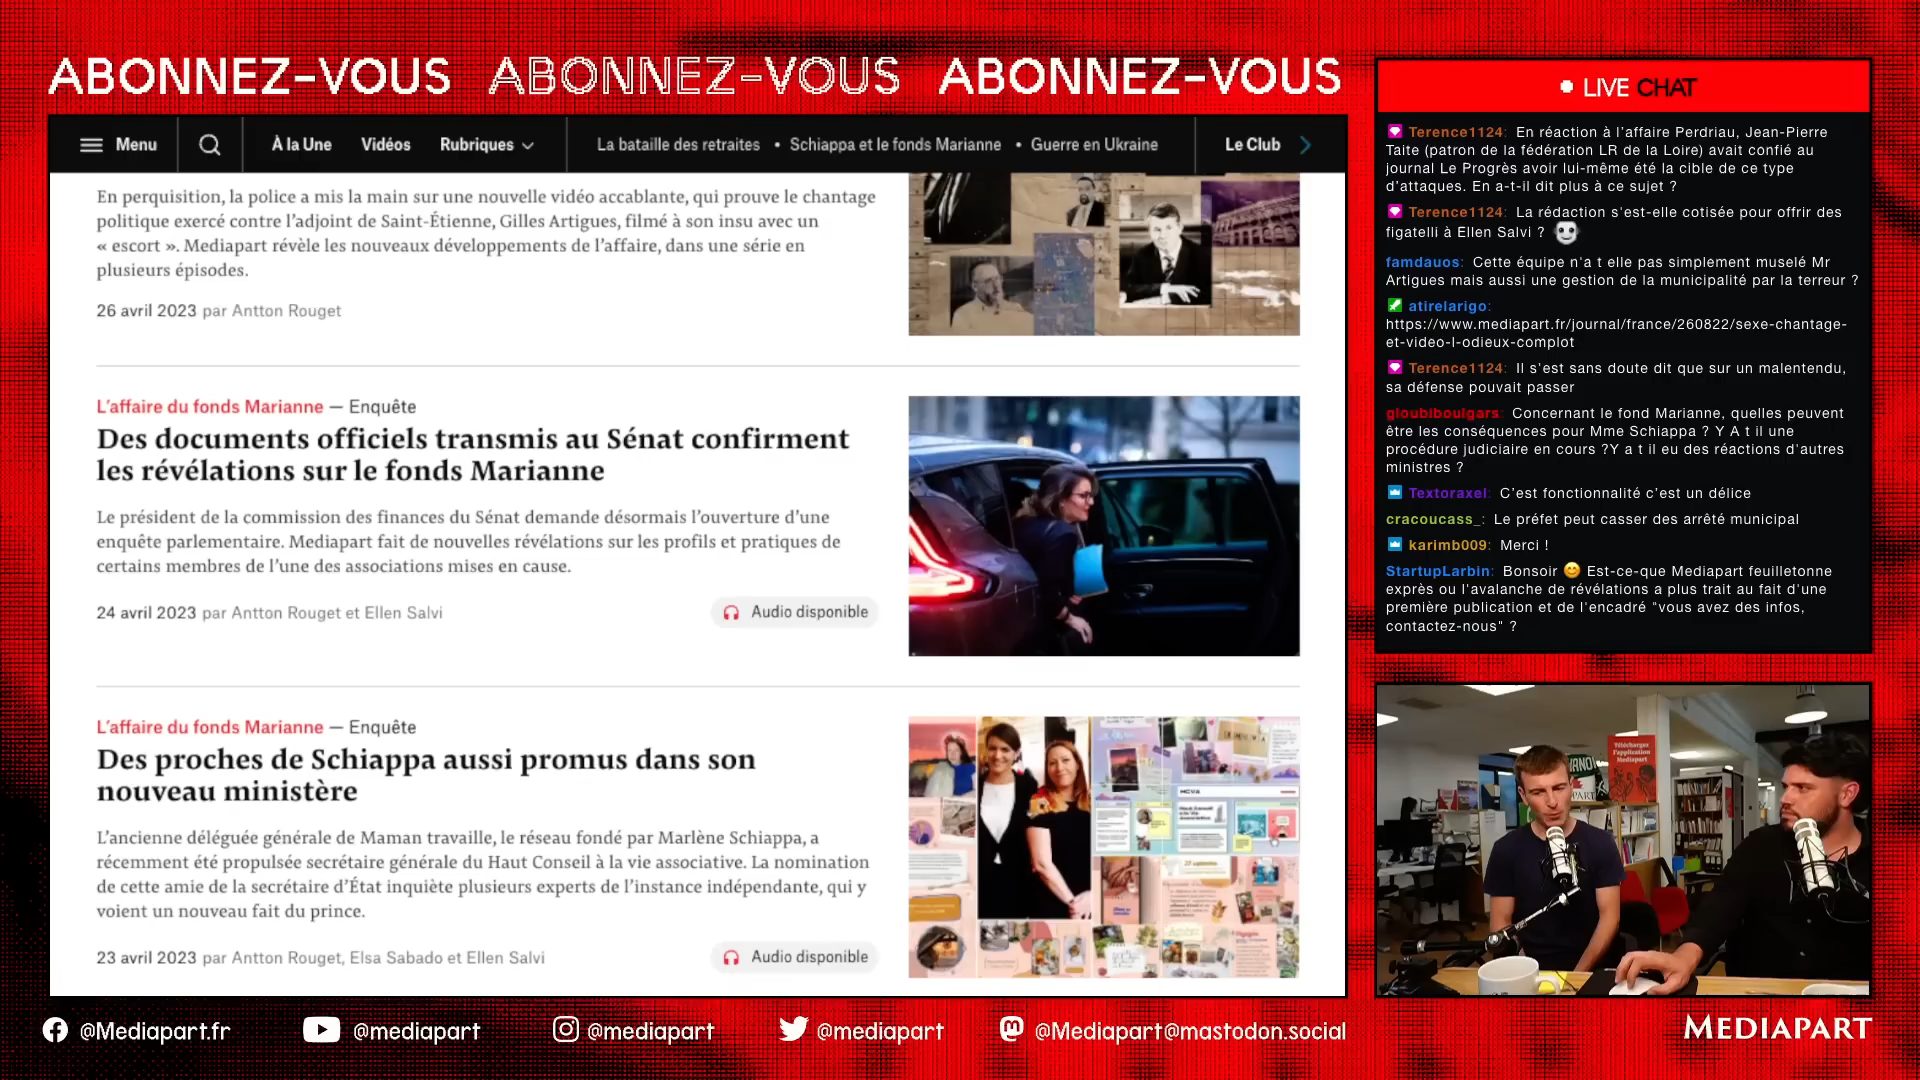 ABONNEZ-VOUS ABONNEZ-VOUS ABONNEZ-VOUS
Menu
À la Une
Vidéos
Rubriques
La bataille des retraites • Schiappa et le fonds Marianne • Guerre en Ukraine
Le Club
En perquisition, la police a mis la main sur une nouvelle vidéo accablante, qui prouve le chantage
politique exercé contre l'adjoint de Saint-Étienne, Gilles Artigues, filmé à son insu avec un
« escort ». Mediapart révèle les nouveaux développements de l'affaire, dans une série en
plusieurs épisodes.
26 avril 2023 par Antton Rouget
L'affaire du fonds Marianne — Enquête
Des documents officiels transmis au Sénat confirment
les révélations sur le fonds Marianne
Le président de la commission des finances du Sénat demande désormais l'ouverture d'une
enquête parlementaire. Mediapart fait de nouvelles révélations sur les profils et pratiques de
certains membres de l'une des associations mises en cause.
24 avril 2023 par Antton Rouget et Ellen Salvi
Audio disponible
L'affaire du fonds Marianne — Enquête
Des proches de Schiappa aussi promus dans son
nouveau ministère
L'ancienne déléguée générale de Maman travaille, le réseau fondé par Marlène Schiappa, a
récemment été propulsée secrétaire générale du Haut Conseil à la vie associative. La nomination
de cette amie de la secrétaire d'État inquiète plusieurs experts de l'instance indépendante, qui y
voient un nouveau fait du prince.
23 avril 2023 par Antton Rouget, Elsa Sabado et Ellen Salvi
Audio disponible
LIVE CHAT
Terence1124: En réaction à l'affaire Perdriau, Jean-Pierre
Taite (patron de la fédération LR de la Loire) avait confié au
journal Le Progrès avoir lui-même été la cible de ce type
d'attaques. En a-t-il dit plus à ce sujet ?
Terence1124: La rédaction s'est-elle cotisée pour offrir des
figatelli à Ellen Salvi ?
famdauos: Cette équipe n'a t elle pas simplement muselé Mr
Artigues mais aussi une gestion de la municipalité par la terreur ?
atirelarigo:
https://www.mediapart.fr/journal/france/260822/sexe-chantage-
et-video-l-odieux-complot
Terence1124: Il s'est sans doute dit que sur un malentendu,
sa défense pouvait passer
gloubiboulgars: Concernant le fond Marianne, quelles peuvent
être les conséquences pour Mme Schiappa ? Y A t il une
procédure judiciaire en cours ?Y a t il eu des réactions d'autres
ministres ?
Textoraxel: C'est fonctionnalité c'est un délice
cracoucass_: Le préfet peut casser des arrêté municipal
karimb009: Merci !
StartupLarbin: Bonsoir 😊 Est-ce-que Mediapart feuilletonne
exprès ou l'avalanche de révélations a plus trait au fait d'une
première publication et de l'encadré "vous avez des infos,
contactez-nous" ?
Téléchargez
l'application
Mediapart
@Mediapart.fr
@mediapart
@mediapart
@mediapart
@Mediapart@mastodon.social
MEDIAPART